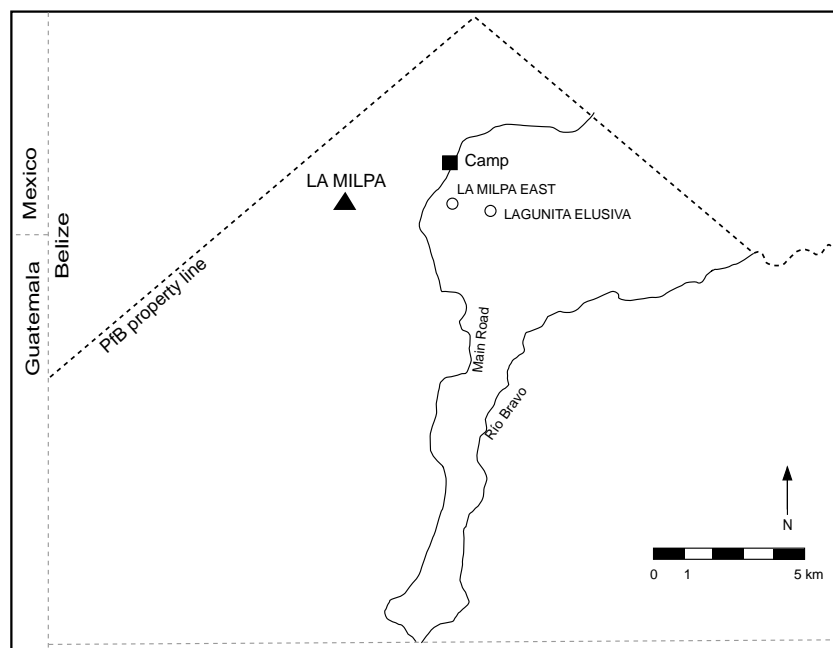 Camp
LA MILPA
LA MILPA EAST
LAGUNITA ELUSIVA
Mexico
Belize
Guatemala
PfB property line
Main Road
Río Bravo
N
0 1 5 km